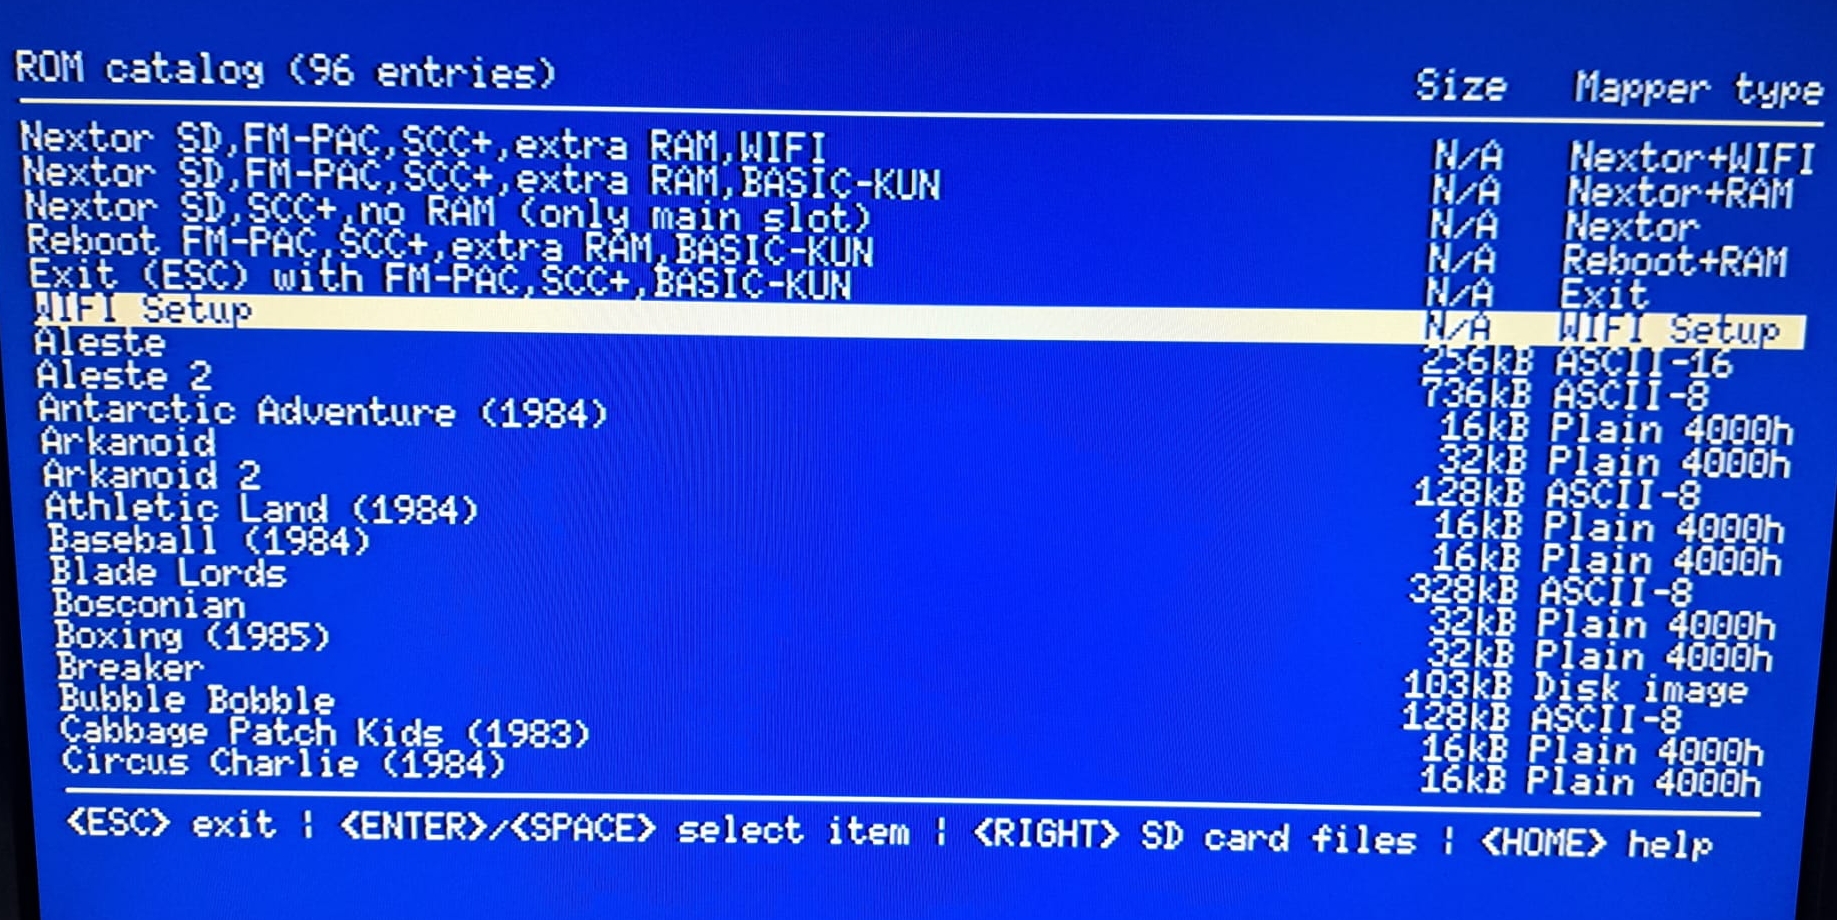 ROM catalog (96 entries) Size Mapper type
Nextor SD,FM-PAC,SCC+,extra RAM,WIFI N/A Nextor+WIFI
Nextor SD,FM-PAC,SCC+,extra RAM,BASIC-KUN N/A Nextor+RAM
Nextor SD,SCC+,no RAM (only main slot) N/A Nextor
Reboot FM-PAC,SCC+,extra RAM,BASIC-KUN N/A Reboot+RAM
Exit (ESC) with FM-PAC,SCC+,BASIC-KUN N/A Exit
WIFI Setup N/A WIFI Setup
Aleste 256kB ASCII-16
Aleste 2 736kB ASCII-8
Antarctic Adventure (1984) 16kB Plain 4000h
Arkanoid 32kB Plain 4000h
Arkanoid 2 128kB ASCII-8
Athletic Land (1984) 16kB Plain 4000h
Baseball (1984) 16kB Plain 4000h
Blade Lords 328kB ASCII-8
Bosconian 32kB Plain 4000h
Boxing (1985) 32kB Plain 4000h
Breaker 103kB Disk image
Bubble Bobble 128kB ASCII-8
Cabbage Patch Kids (1983) 16kB Plain 4000h
Circus Charlie (1984) 16kB Plain 4000h
<ESC> exit ¦ <ENTER>/<SPACE> select item ¦ <RIGHT> SD card files ¦ <HOME> help